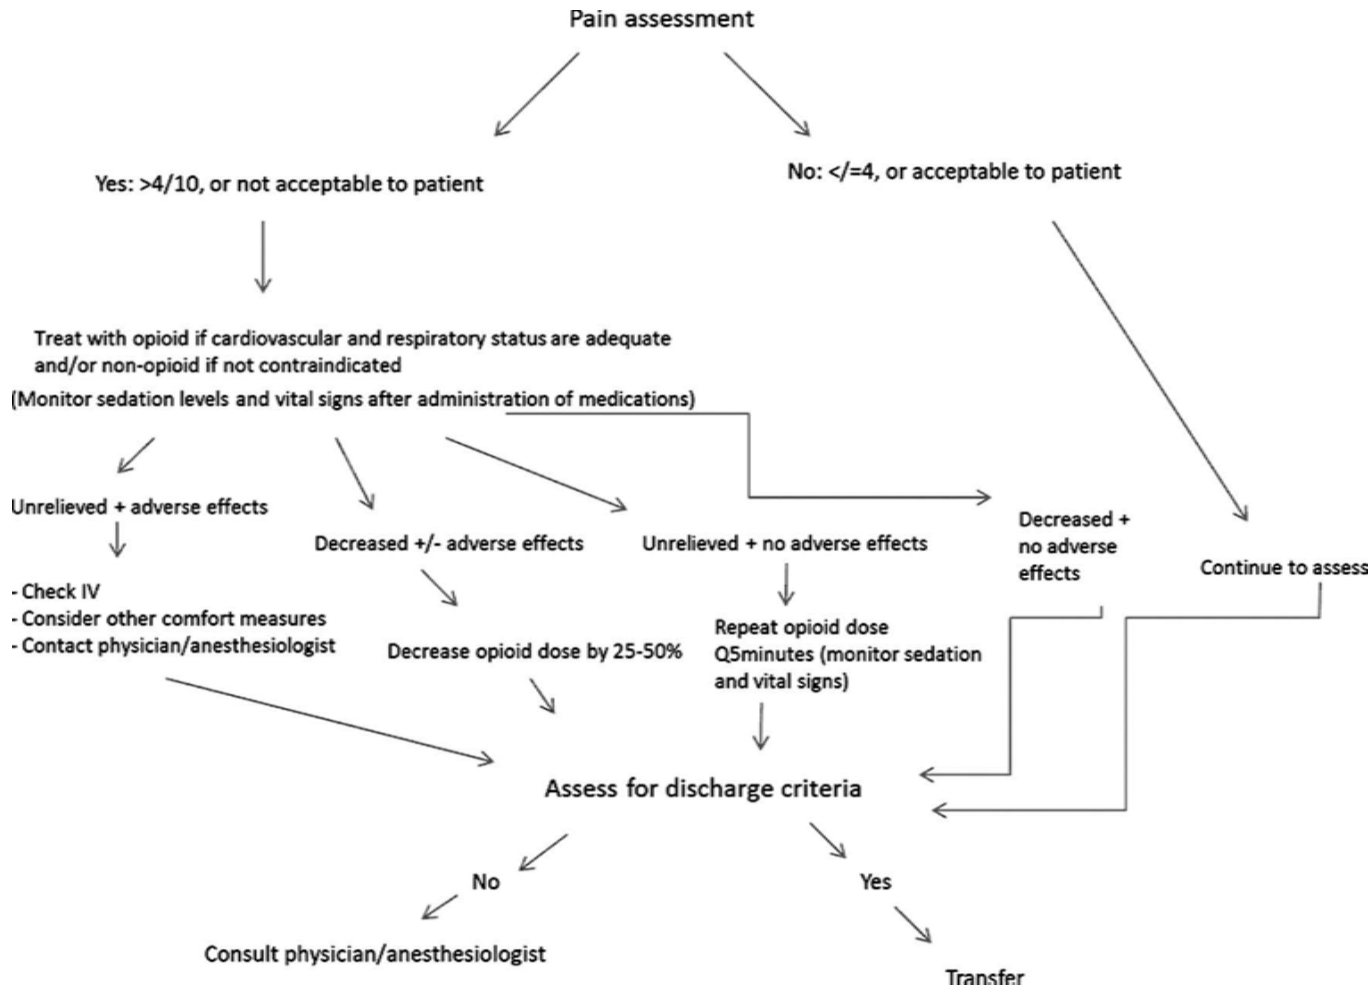 Pain assessment
Yes: >4/10, or not acceptable to patient
No: </=4, or acceptable to patient
Treat with opioid if cardiovascular and respiratory status are adequate
and/or non-opioid if not contraindicated
(Monitor sedation levels and vital signs after administration of medications)
Unrelieved + adverse effects
- Check IV
- Consider other comfort measures
- Contact physician/anesthesiologist
Decreased +/- adverse effects
Decrease opioid dose by 25-50%
Unrelieved + no adverse effects
Repeat opioid dose
Q5minutes (monitor sedation
and vital signs)
Decreased +
no adverse
effects
Continue to assess
Assess for discharge criteria
No
Yes
Consult physician/anesthesiologist
Transfer